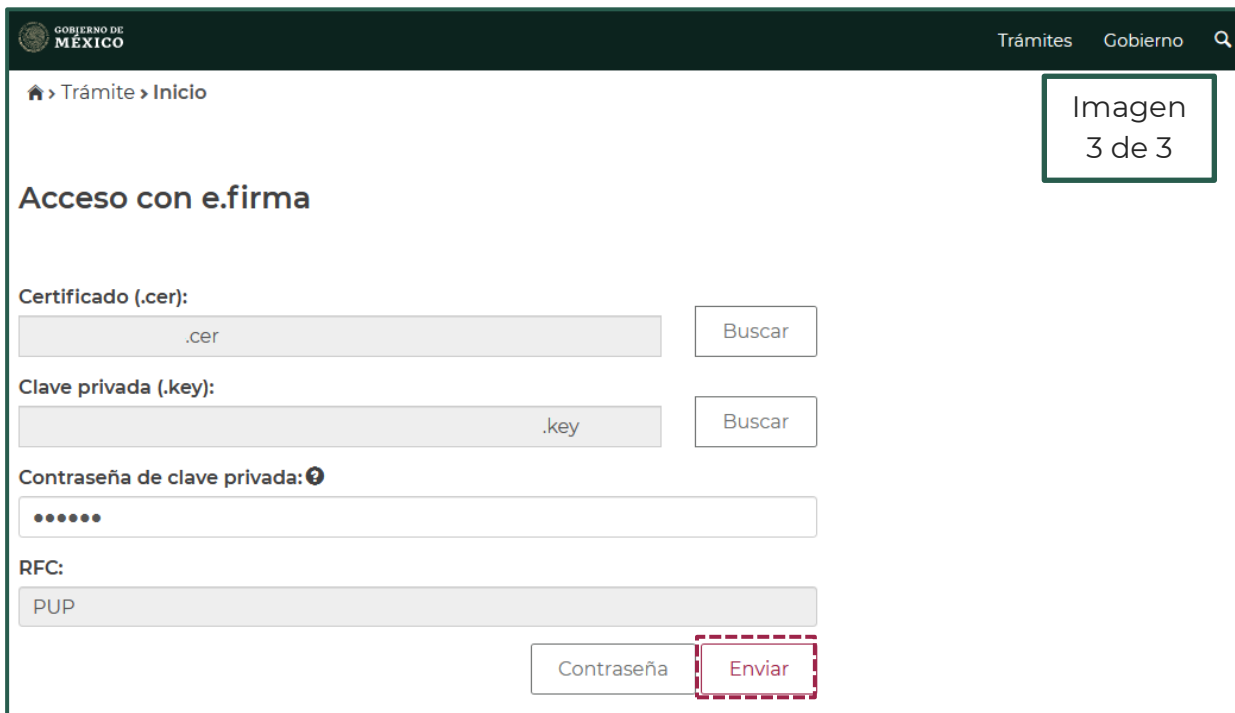 GOBIERNO DE
MÉXICO
Trámites Gobierno
> Trámite > Inicio
Imagen
3 de 3
Acceso con e.firma
Certificado (.cer):
.cer
Buscar
Clave privada (.key):
.key
Buscar
Contraseña de clave privada:
••••••
RFC:
PUP
Contraseña
Enviar